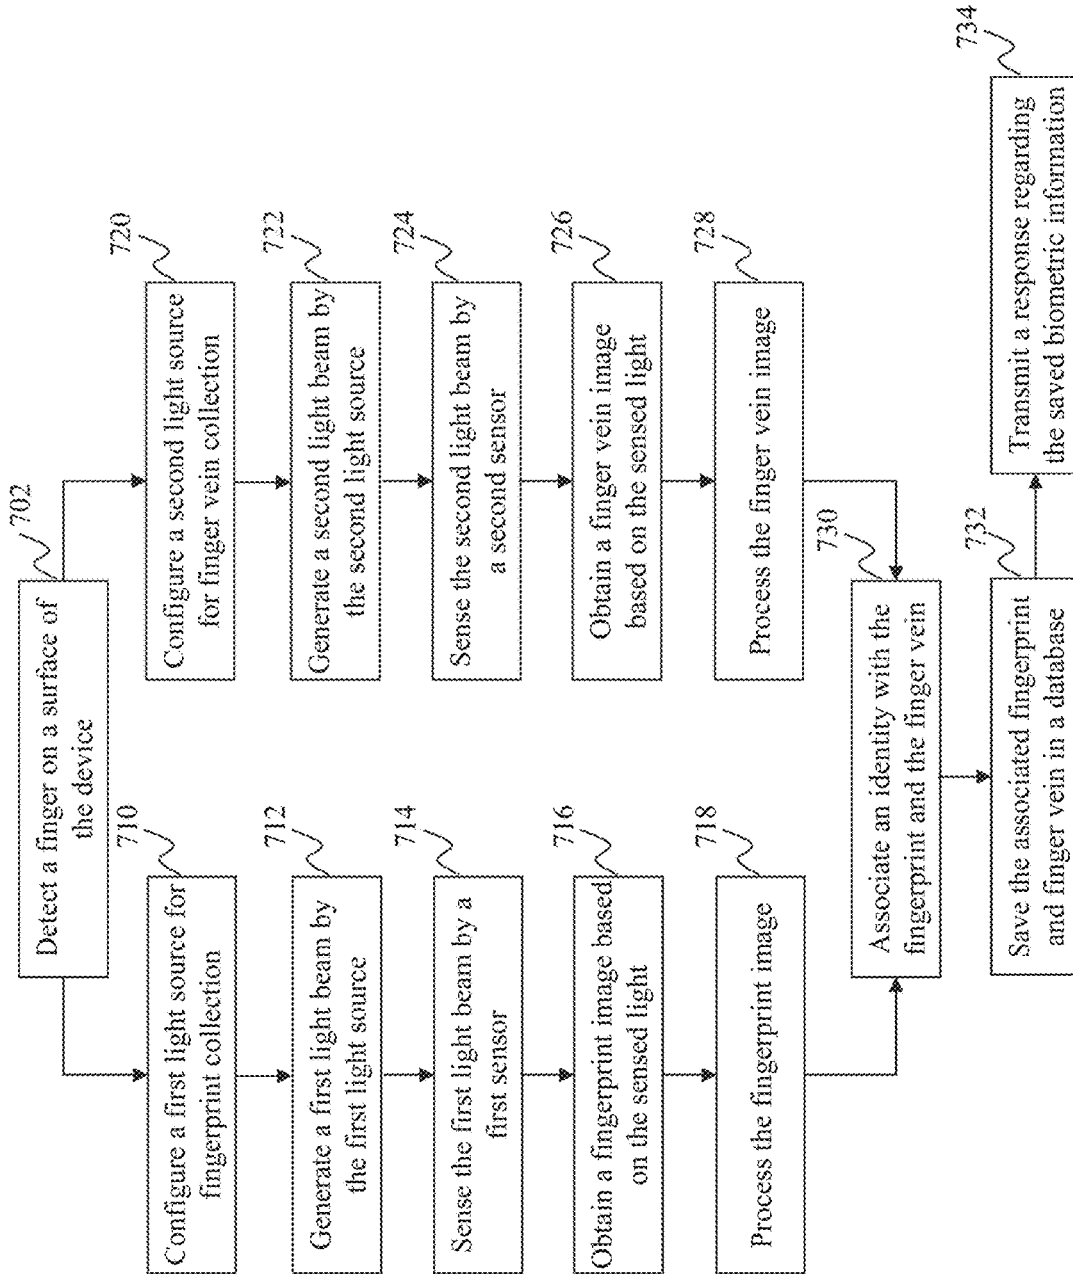 702
Detect a finger on a surface of
the device
710
Configure a first light source for
fingerprint collection
712
Generate a first light beam by
the first light source
714
Sense the first light beam by a
first sensor
716
Obtain a fingerprint image based
on the sensed light
718
Process the fingerprint image
720
Configure a second light source
for finger vein collection
722
Generate a second light beam by
the second light source
724
Sense the second light beam by
a second sensor
726
Obtain a finger vein image
based on the sensed light
728
Process the finger vein image
730
Associate an identity with the
fingerprint and the finger vein
732
Save the associated fingerprint
and finger vein in a database
734
Transmit a response regarding
the saved biometric information